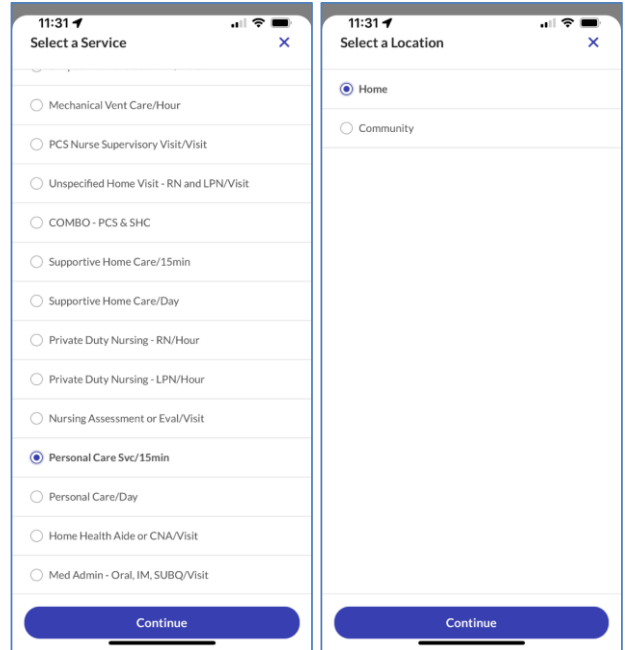 11:31
Select a Service
Mechanical Vent Care/Hour
PCS Nurse Supervisory Visit/Visit
Unspecified Home Visit - RN and LPN/Visit
COMBO - PCS & SHC
Supportive Home Care/15min
Supportive Home Care/Day
Private Duty Nursing - RN/Hour
Private Duty Nursing - LPN/Hour
Nursing Assessment or Eval/Visit
Personal Care Svc/15min
Personal Care/Day
Home Health Aide or CNA/Visit
Med Admin - Oral, IM, SUBQ/Visit
Continue
11:31
Select a Location
Home
Community
Continue